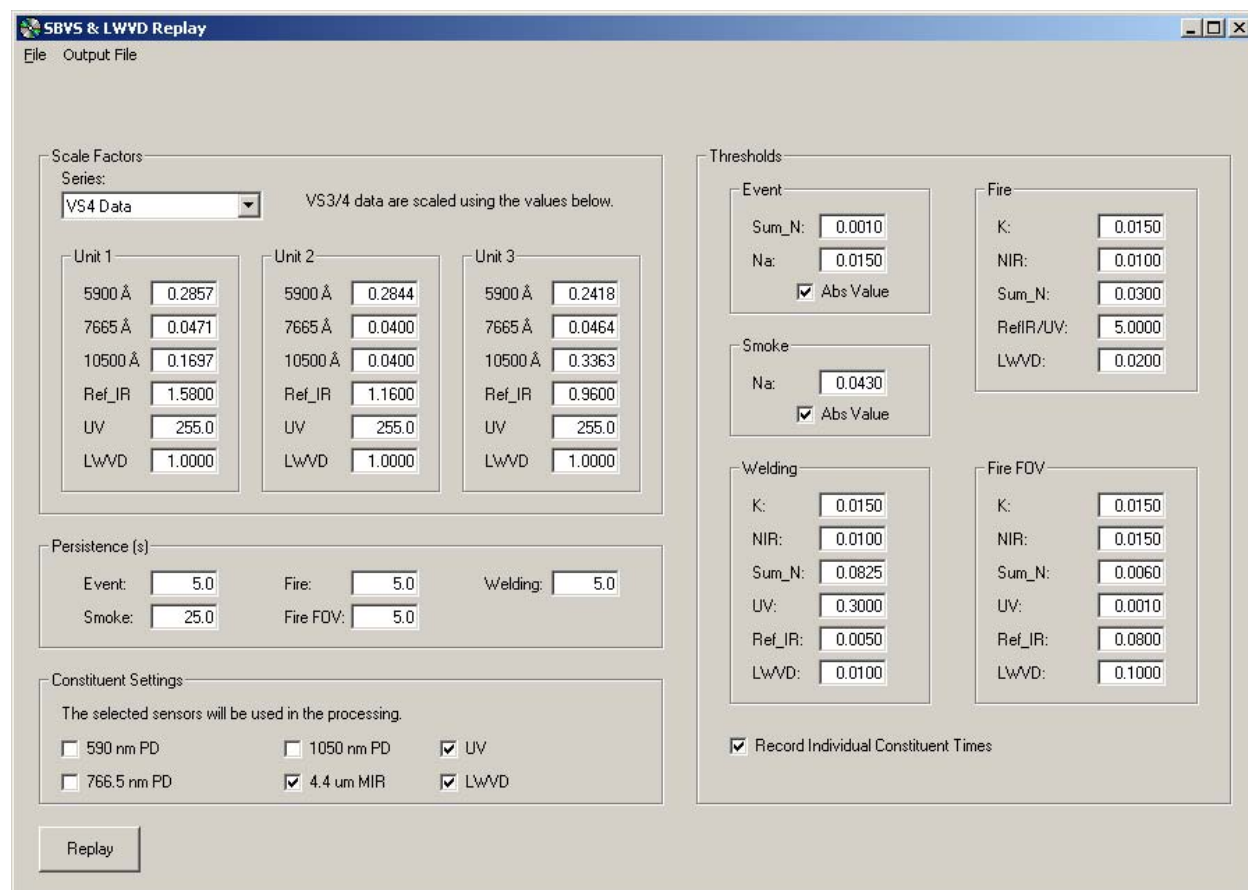 SBVS & LWVD Replay
File Output File
Scale Factors
Series:
VS4 Data
VS3/4 data are scaled using the values below.
Unit 1
5900 Å 0.2857
7665 Å 0.0471
10500 Å 0.1697
Ref_IR 1.5800
UV 255.0
LWVD 1.0000
Unit 2
5900 Å 0.2844
7665 Å 0.0400
10500 Å 0.0400
Ref_IR 1.1600
UV 255.0
LWVD 1.0000
Unit 3
5900 Å 0.2418
7665 Å 0.0464
10500 Å 0.3363
Ref_IR 0.9600
UV 255.0
LWVD 1.0000
Persistence (s)
Event: 5.0 Fire: 5.0 Welding: 5.0
Smoke: 25.0 Fire FOV: 5.0
Constituent Settings
The selected sensors will be used in the processing.
590 nm PD 1050 nm PD UV
766.5 nm PD 4.4 um MIR LWVD
Replay
Thresholds
Event
Sum_N: 0.0010
Na: 0.0150
Abs Value
Smoke
Na: 0.0430
Abs Value
Fire
K: 0.0150
NIR: 0.0100
Sum_N: 0.0300
RefIR/UV: 5.0000
LWVD: 0.0200
Welding
K: 0.0150
NIR: 0.0100
Sum_N: 0.0825
UV: 0.3000
Ref_IR: 0.0050
LWVD: 0.0100
Fire FOV
K: 0.0150
NIR: 0.0150
Sum_N: 0.0060
UV: 0.0010
Ref_IR: 0.0800
LWVD: 0.1000
Record Individual Constituent Times